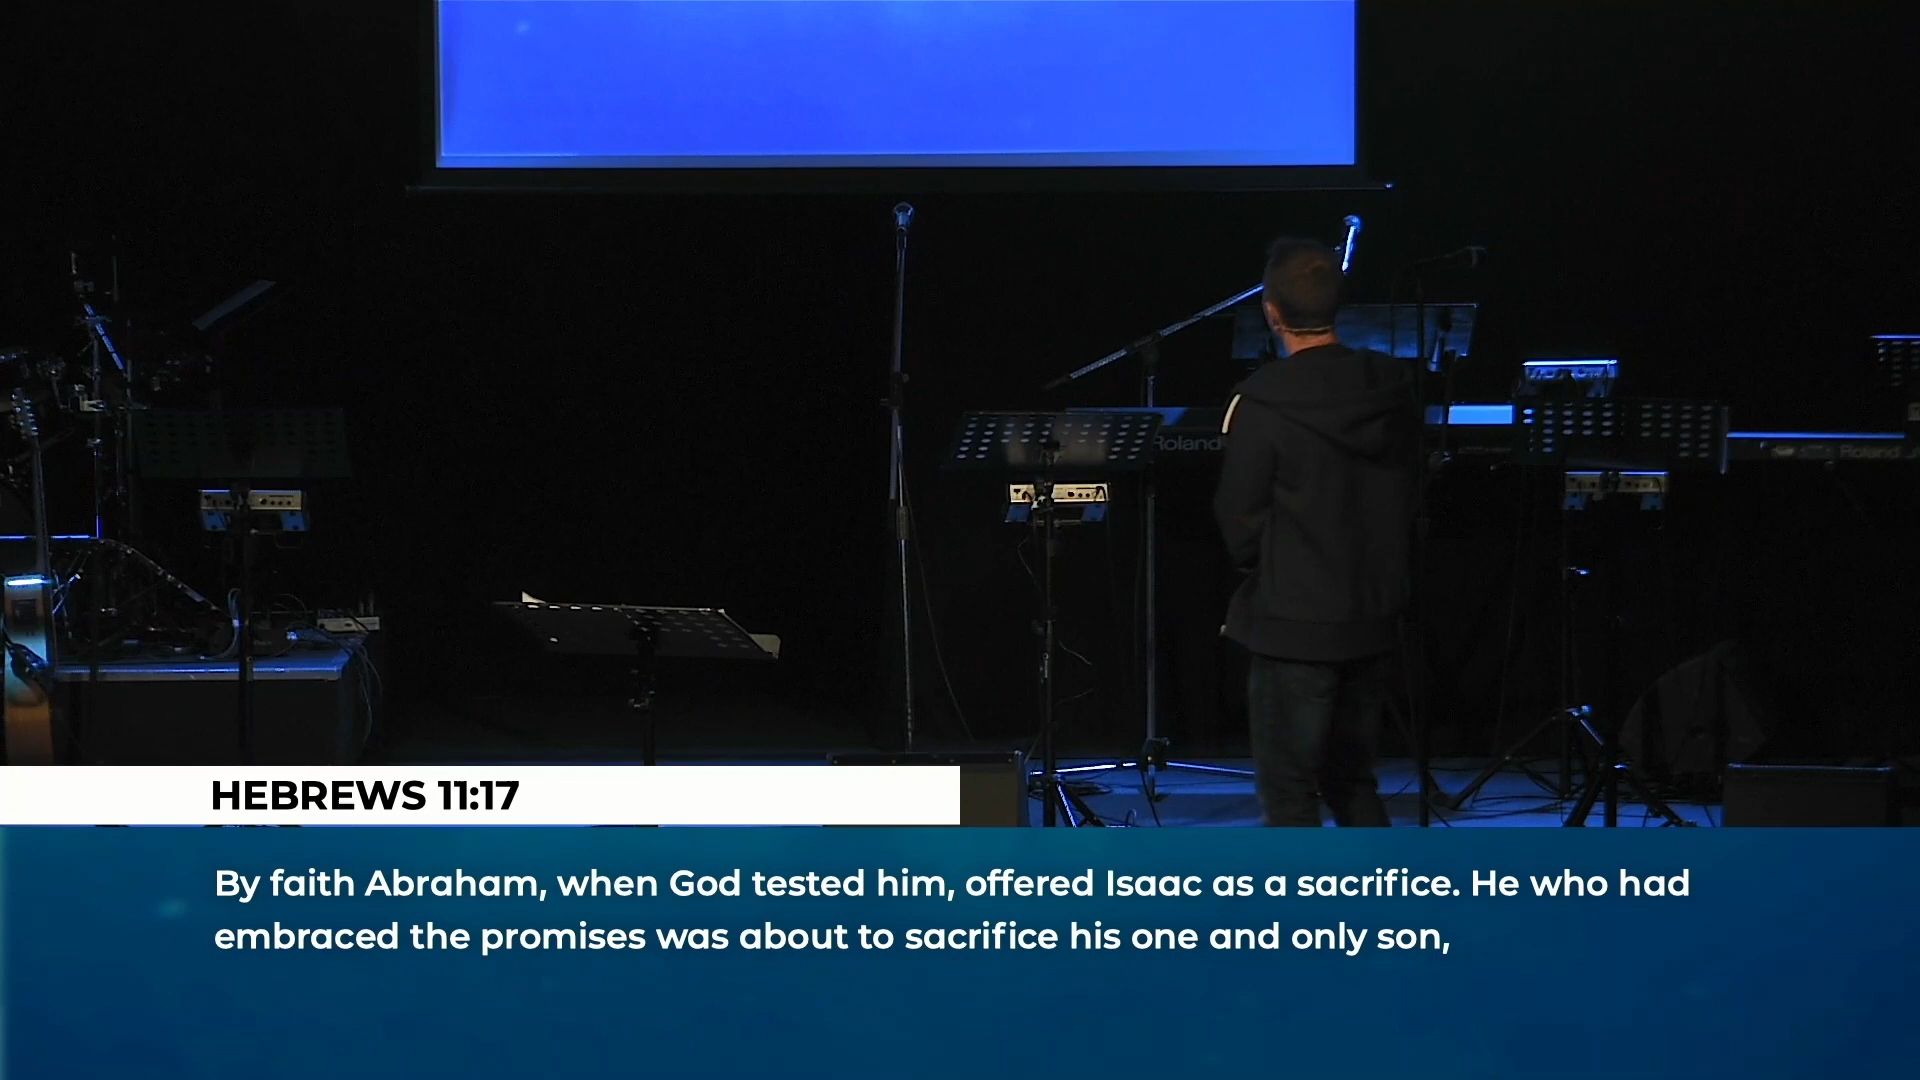 Roland
Roland
HEBREWS 11:17
By faith Abraham, when God tested him, offered Isaac as a sacrifice. He who had
embraced the promises was about to sacrifice his one and only son,